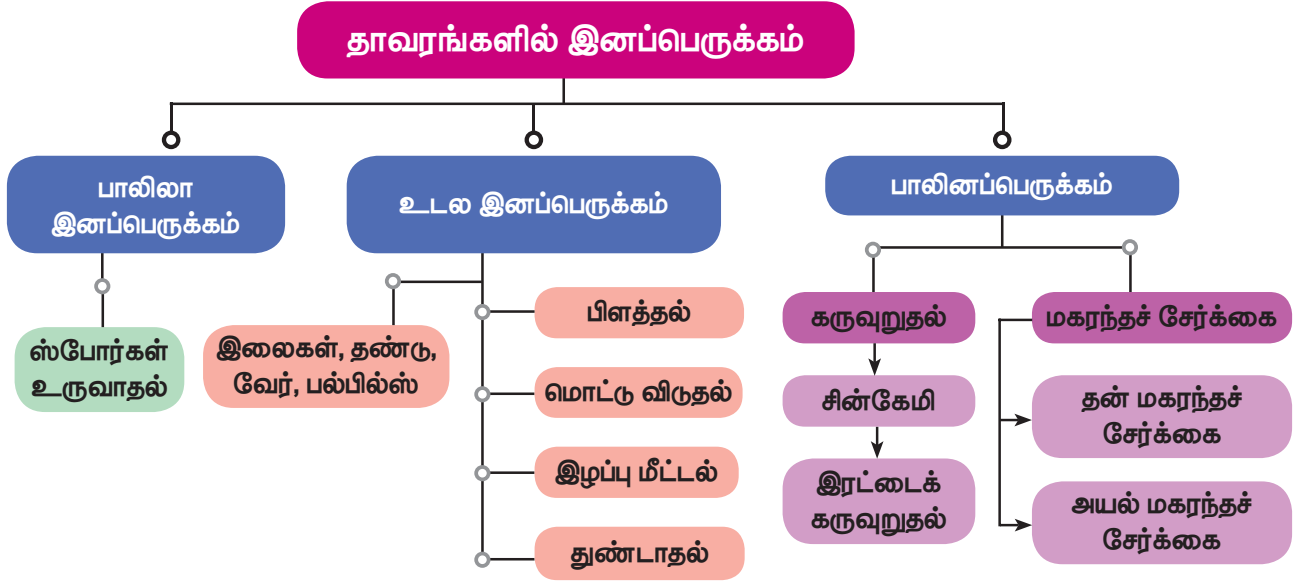 தாவரங்களில் இனப்பெருக்கம்
பாலிலா
இனப்பெருக்கம்
ஸ்போர்கள்
உருவாதல்
உடல இனப்பெருக்கம்
இலைகள், தண்டு,
வேர், பல்பில்ஸ்
பிளத்தல்
மொட்டு விடுதல்
இழப்பு மீட்டல்
துண்டாதல்
பாலினப்பெருக்கம்
கருவுறுதல்
சின்கேமி
இரட்டைக்
கருவுறுதல்
மகரந்தச் சேர்க்கை
தன் மகரந்தச்
சேர்க்கை
அயல் மகரந்தச்
சேர்க்கை